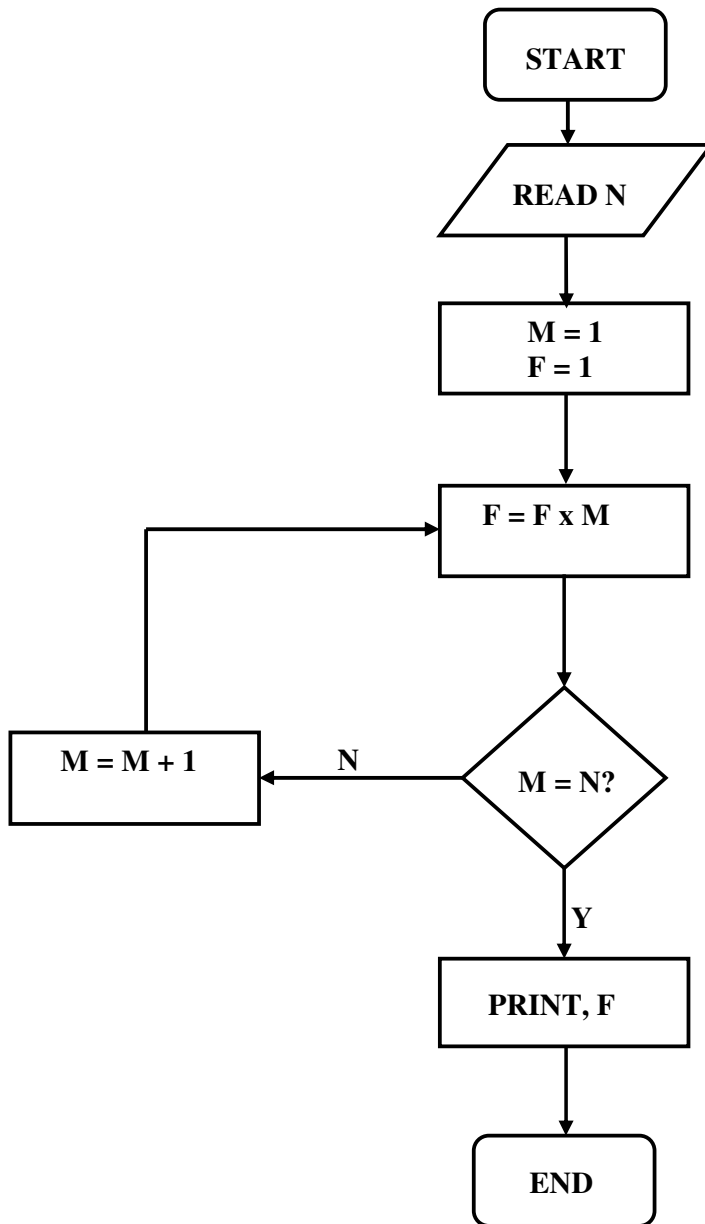 START
READ N
M = 1
F = 1
F = F x M
M = M + 1
N
M = N?
Y
PRINT, F
END